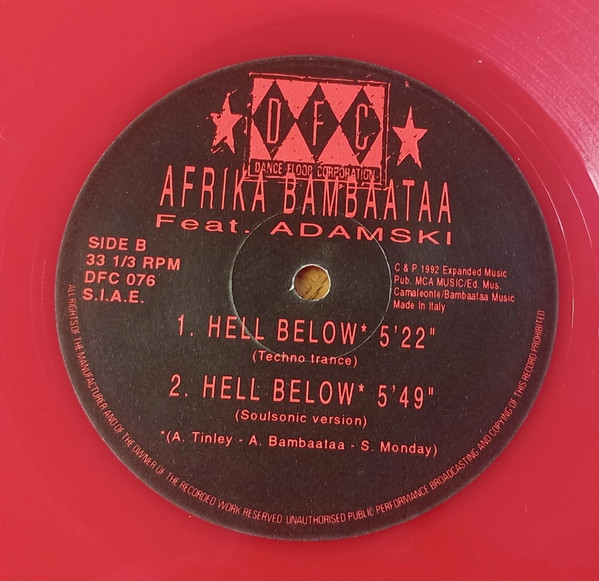 DFC
DANCE FLOOR CORPORATION
AFRIKA BAMBAATAA
Feat. ADAMSKI
SIDE B
33 1/3 RPM
DFC 076
S.I.A.E.
C & P 1992 Expanded Music
Pub. MCA MUSIC/Ed. Mus.
Camaleonte/Bambaataa Music
Made In Italy
1. HELL BELOW* 5'22"
(Techno trance)
2. HELL BELOW* 5'49"
(Soulsonic version)
*(A. Tinley - A. Bambaataa - S. Monday)
ALL RIGHTS OF THE MANUFACTURER AND OF THE OWNER OF THE RECORDED WORK RESERVED UNAUTHORISED PUBLIC PERFORMANCE BROADCASTING AND COPYING OF THIS RECORD PROHIBITED